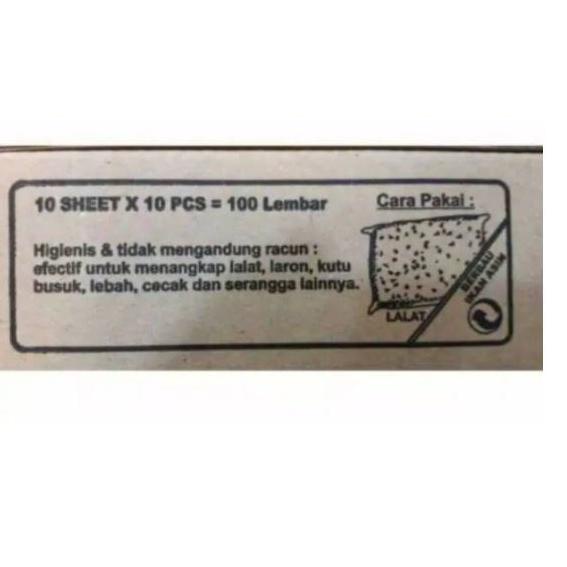 10 SHEET X 10 PCS = 100 Lembar
Cara Pakai :
Higienis & tidak mengandung racun :
efectif untuk menangkap lalat, laron, kutu
busuk, lebah, cecak dan serangga lainnya.
LALAT
BERBAU
IKAN ASIN